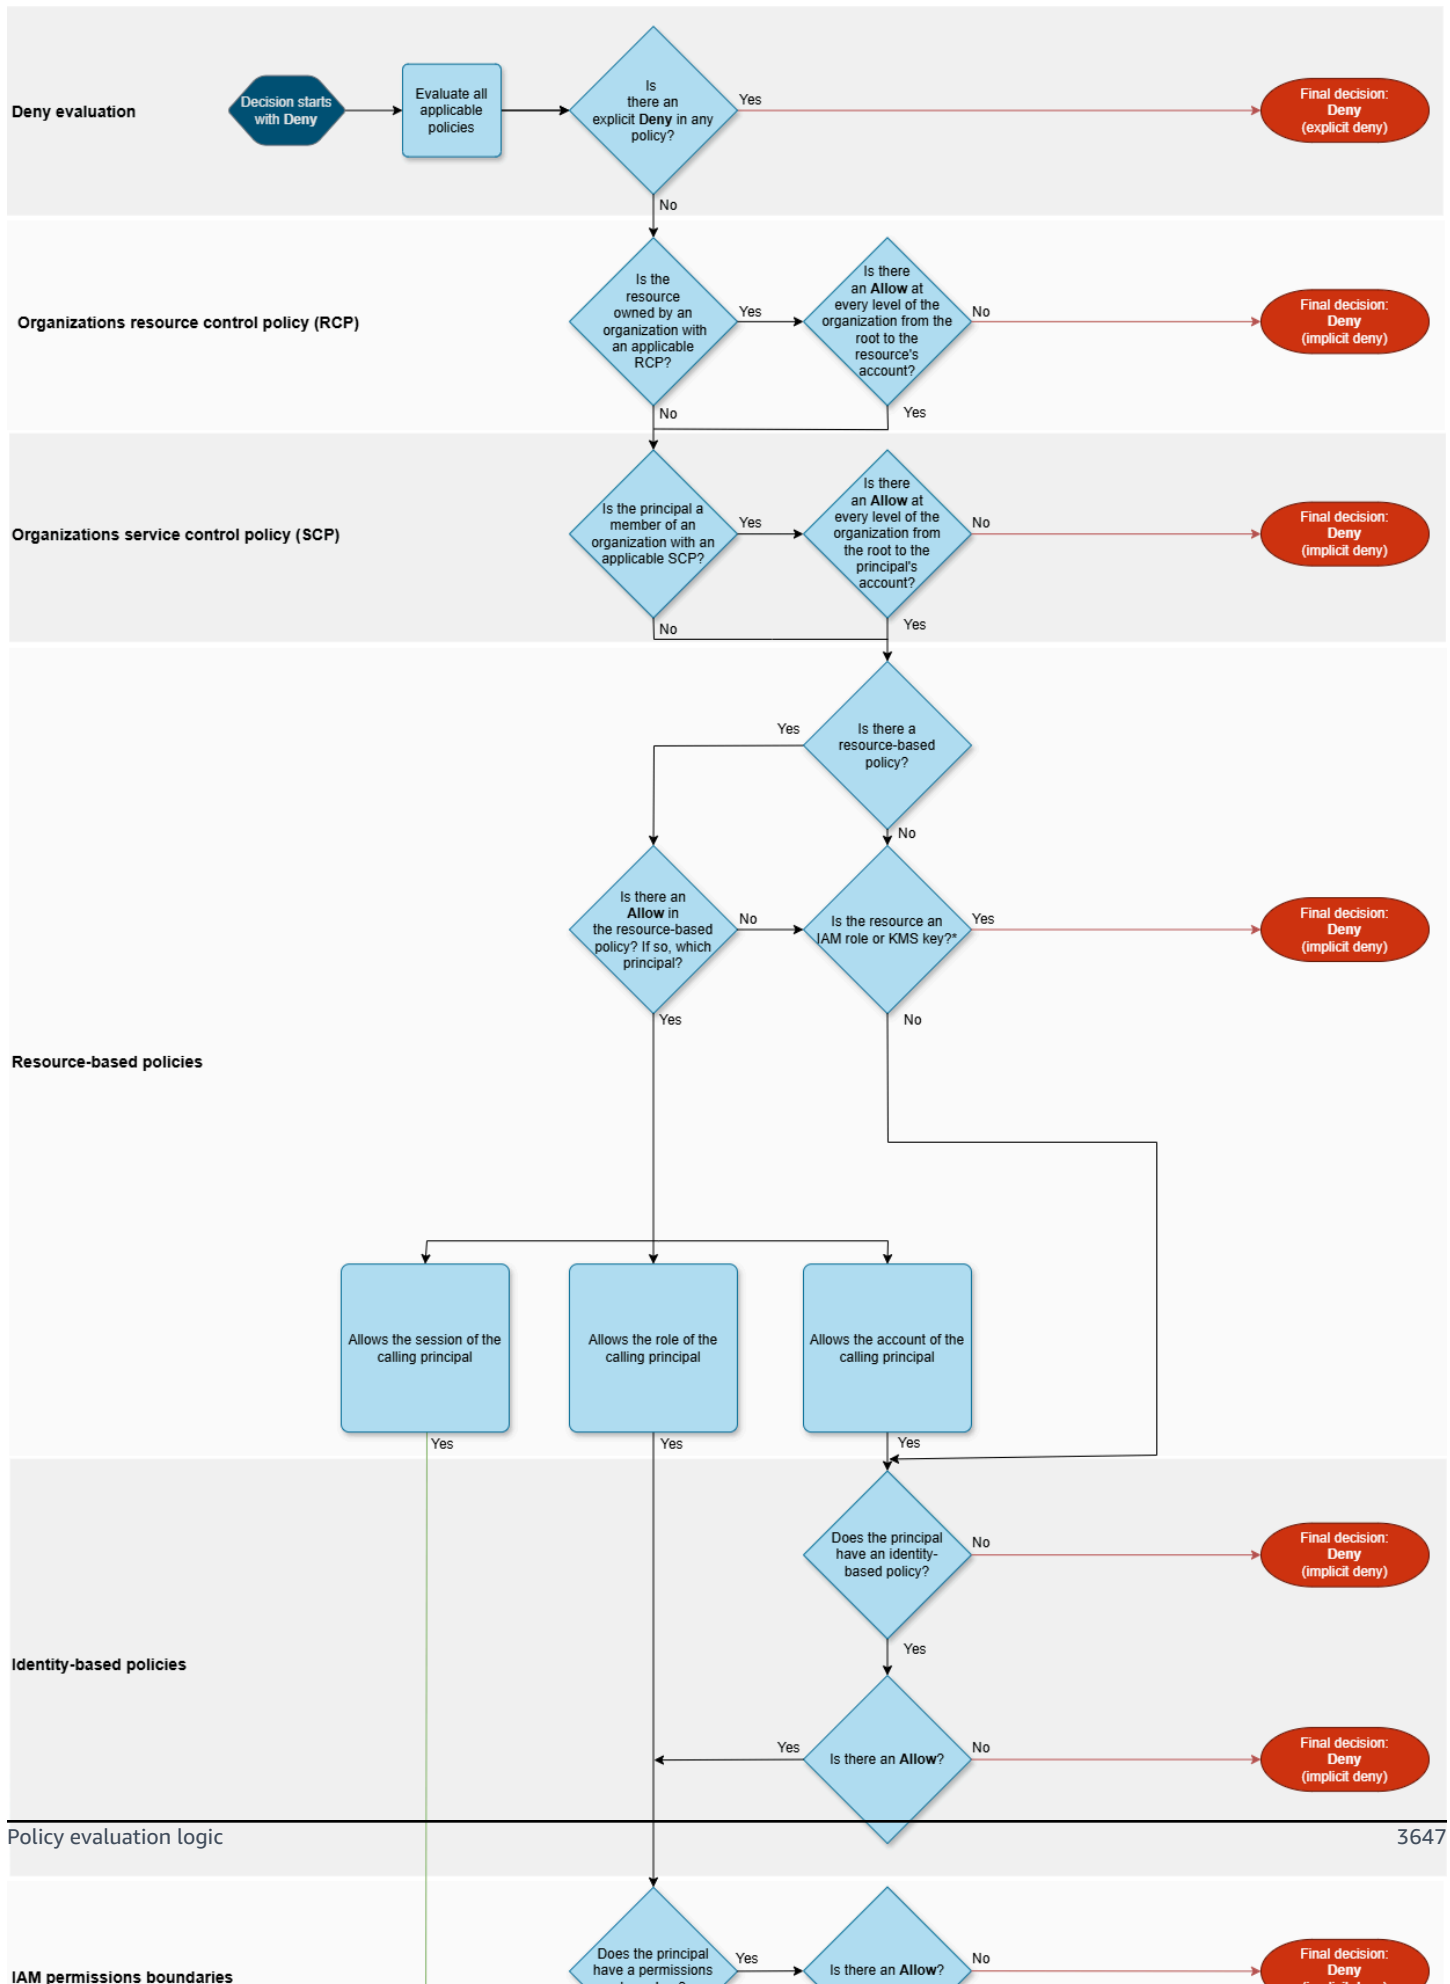 Deny evaluation
Decision starts
with Deny
Evaluate all
applicable
policies
Is
there an
explicit Deny in any
policy?
Yes
Final decision:
Deny
(explicit deny)
No
Organizations resource control policy (RCP)
Is the
resource
owned by an
organization with
an applicable
RCP?
Yes
Is there
an Allow at
every level of the
organization from the
root to the
resource's
account?
No
Final decision:
Deny
(implicit deny)
No
Yes
Organizations service control policy (SCP)
Is the principal a
member of an
organization with an
applicable SCP?
Yes
Is there
an Allow at
every level of the
organization from
the root to the
principal's
account?
No
Final decision:
Deny
(implicit deny)
No
Yes
Is there a
resource-based
policy?
Yes
No
Is there an
Allow in
the resource-based
policy? If so, which
principal?
No
Is the resource an
IAM role or KMS key?*
Yes
Final decision:
Deny
(implicit deny)
Yes
No
Resource-based policies
Allows the session of the
calling principal
Allows the role of the
calling principal
Allows the account of the
calling principal
Yes
Yes
Yes
Does the principal
have an identity-
based policy?
No
Final decision:
Deny
(implicit deny)
Yes
Identity-based policies
Yes
Is there an Allow?
No
Final decision:
Deny
(implicit deny)
Policy evaluation logic
3647
IAM permissions boundaries
Does the principal
have a permissions
Yes
Is there an Allow?
No
Final decision:
Deny